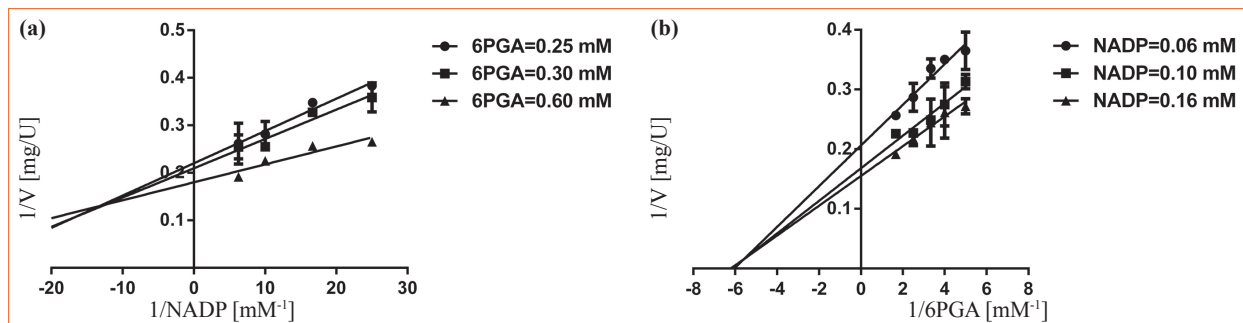 (a)
0.5
0.4
0.3
0.2
0.1
1/V [mg/U]
-20
-10
0
10
20
30
1/NADP [mM-1]
6PGA=0.25 mM
6PGA=0.30 mM
6PGA=0.60 mM
(b)
0.4
0.3
0.2
0.1
1/V [mg/U]
-8
-6
-4
-2
0
2
4
6
8
1/6PGA [mM-1]
NADP=0.06 mM
NADP=0.10 mM
NADP=0.16 mM